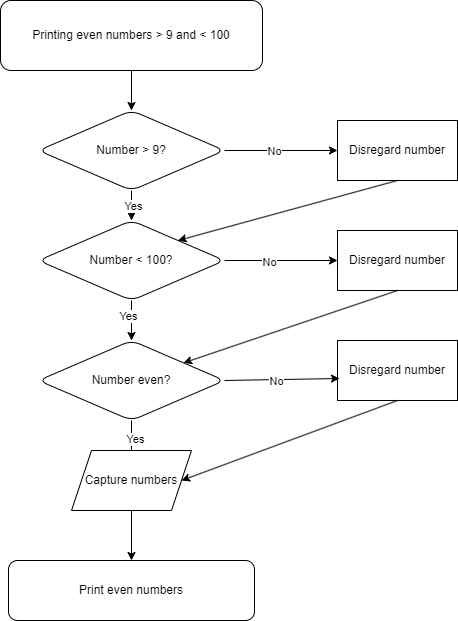 Printing even numbers > 9 and < 100
Number > 9?
No
Disregard number
Yes
Number < 100?
No
Disregard number
Yes
Number even?
No
Disregard number
Yes
Capture numbers
Print even numbers